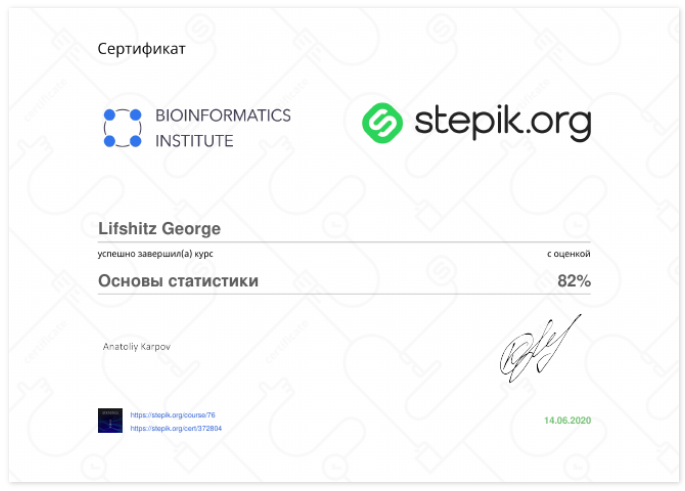 Сертификат
BIOINFORMATICS
INSTITUTE
stepik.org
Lifshitz George
успешно завершил(а) курс с оценкой
Основы статистики 82%
Anatoliy Karpov
https://stepik.org/course/76
https://stepik.org/cert/372804
14.06.2020